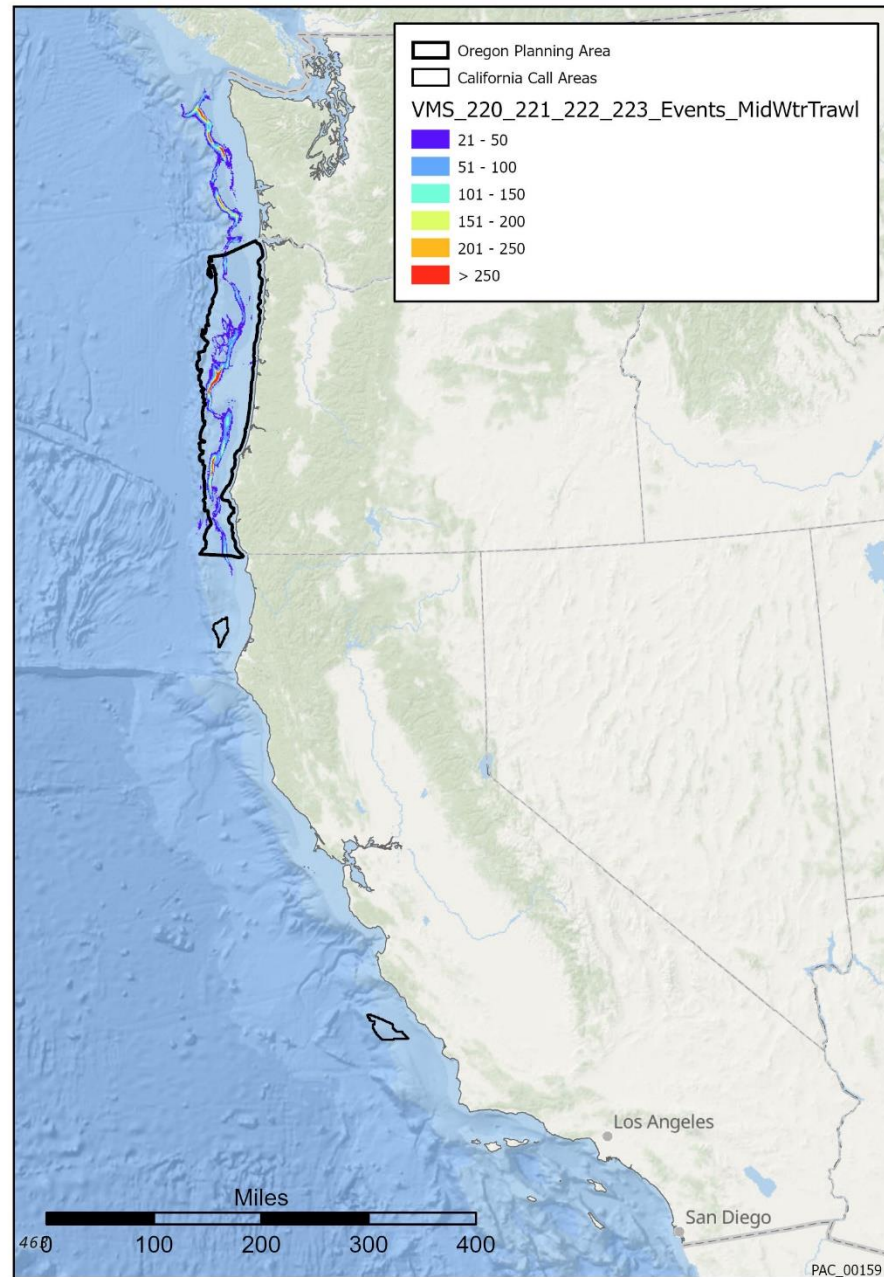 Oregon Planning Area
California Call Areas
VMS_220_221_222_223_Events_MidWtrTrawl
21 - 50
51 - 100
101 - 150
151 - 200
201 - 250
> 250
Los Angeles
San Diego
Miles
0 100 200 300 400
PAC_00159